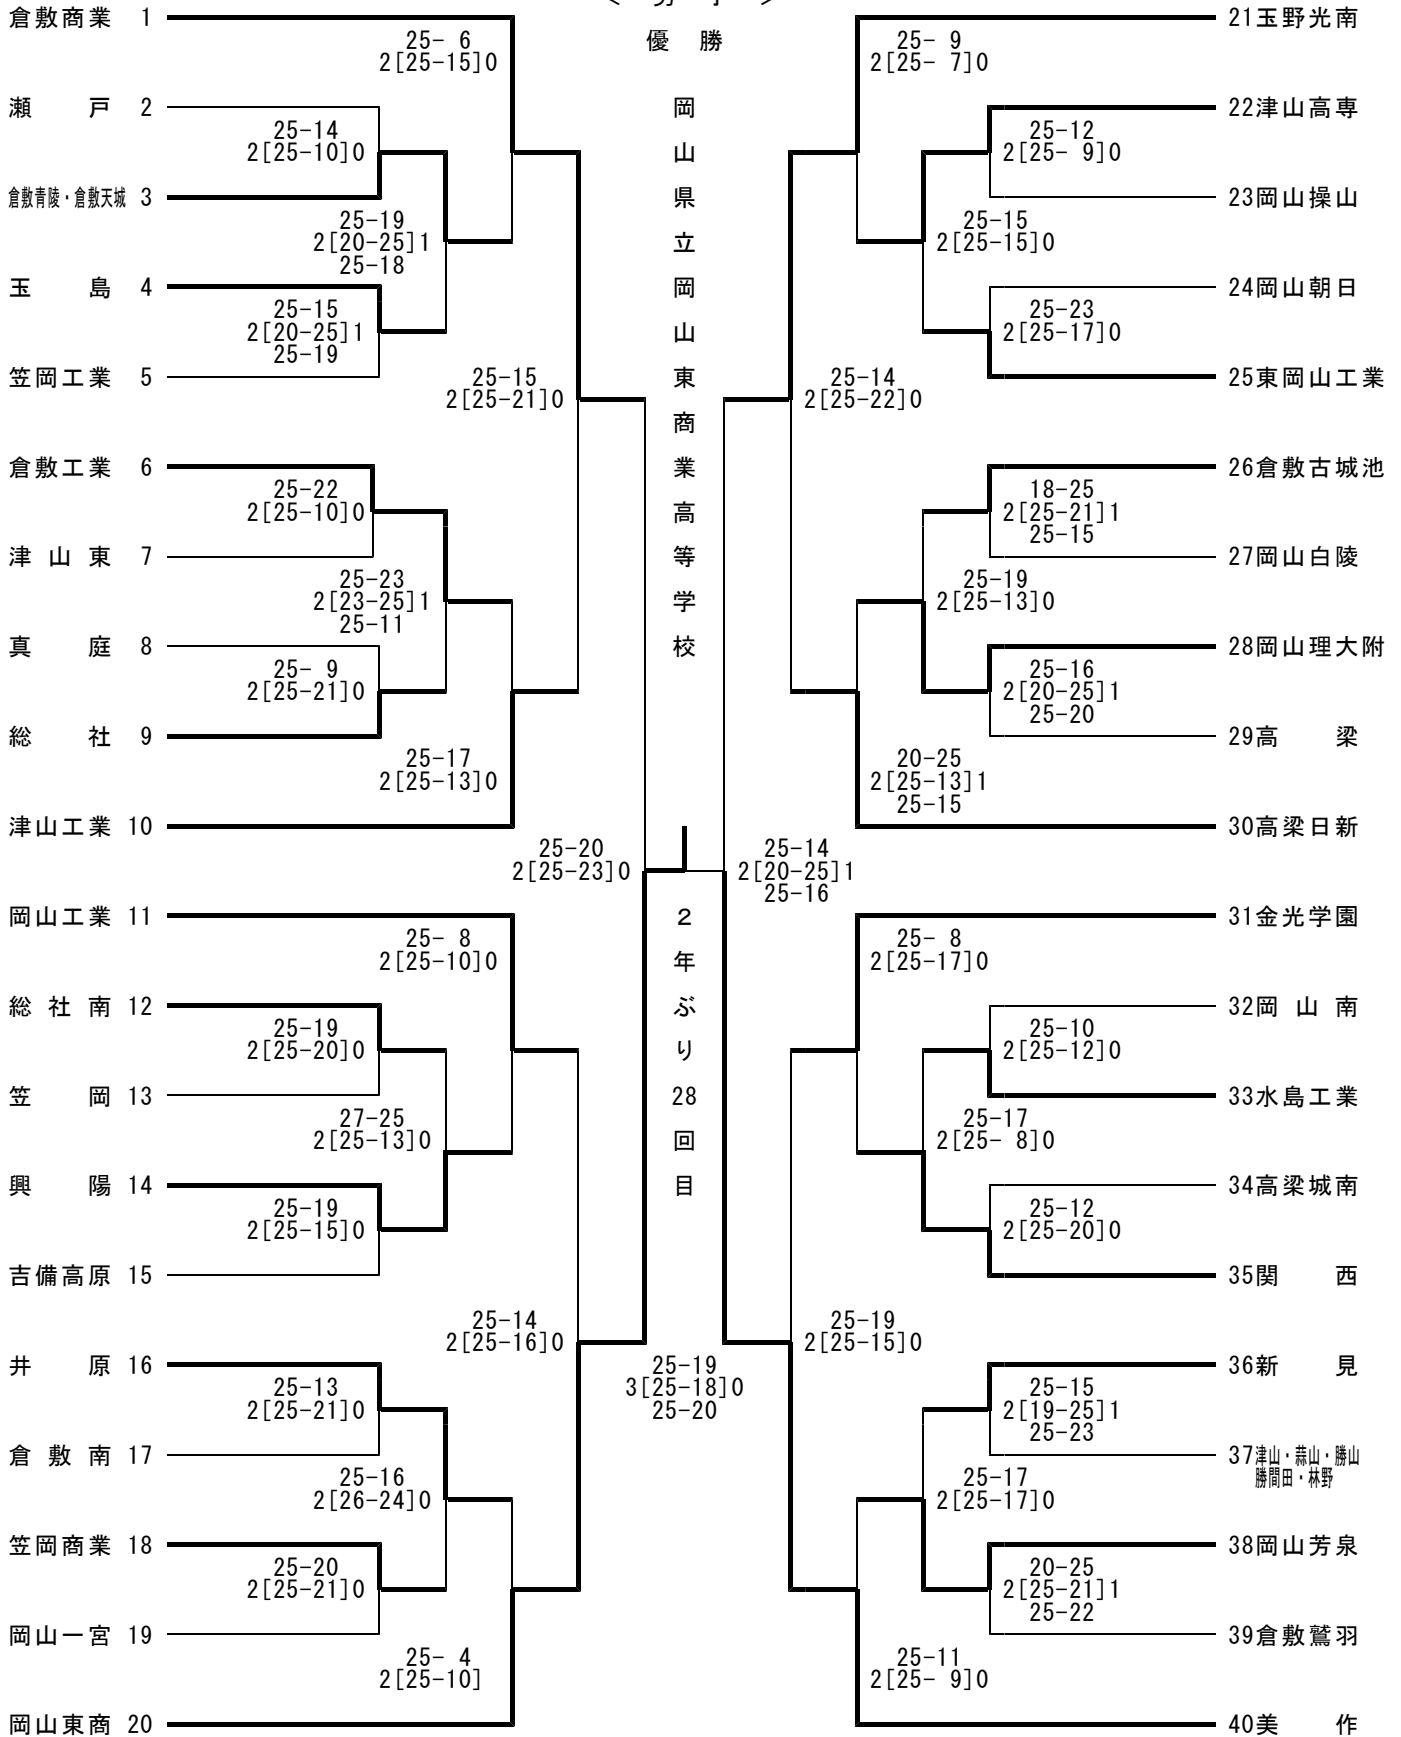 優 勝
岡山県立岡山東商業高等学校
2年ぶり28回目
倉敷商業 1
25- 6
2[25-15]0
瀬 戸 2
25-14
2[25-10]0
倉敷青陵・倉敷天城 3
25-19
2[20-25]1
25-18
玉 島 4
25-15
2[20-25]1
25-19
笠岡工業 5
25-15
2[25-21]0
倉敷工業 6
25-22
2[25-10]0
津山東 7
25-23
2[23-25]1
25-11
真 庭 8
25- 9
2[25-21]0
総 社 9
25-17
2[25-13]0
津山工業 10
25-20
2[25-23]0
岡山工業 11
25- 8
2[25-10]0
総社南 12
25-19
2[25-20]0
笠 岡 13
27-25
2[25-13]0
興 陽 14
25-19
2[25-15]0
吉備高原 15
25-14
2[25-16]0
井 原 16
25-13
2[25-21]0
倉敷南 17
25-16
2[26-24]0
笠岡商業 18
25-20
2[25-21]0
岡山一宮 19
25- 4
2[25-10]
岡山東商 20
25-19
3[25-18]0
25-20
21玉野光南
25- 9
2[25- 7]0
22津山高専
25-12
2[25- 9]0
23岡山操山
25-15
2[25-15]0
24岡山朝日
25-23
2[25-17]0
25東岡山工業
25-14
2[25-22]0
26倉敷古城池
18-25
2[25-21]1
25-15
27岡山白陵
25-19
2[25-13]0
28岡山理大附
25-16
2[20-25]1
25-20
29高 梁
20-25
2[25-13]1
25-15
30高梁日新
25-14
2[20-25]1
25-16
31金光学園
25- 8
2[25-17]0
32岡山南
25-10
2[25-12]0
33水島工業
25-17
2[25- 8]0
34高梁城南
25-12
2[25-20]0
35関 西
25-19
2[25-15]0
36新 見
25-15
2[19-25]1
25-23
37津山・蒜山・勝山
勝間田・林野
25-17
2[25-17]0
38岡山芳泉
20-25
2[25-21]1
25-22
39倉敷鷲羽
25-11
2[25- 9]0
40美 作